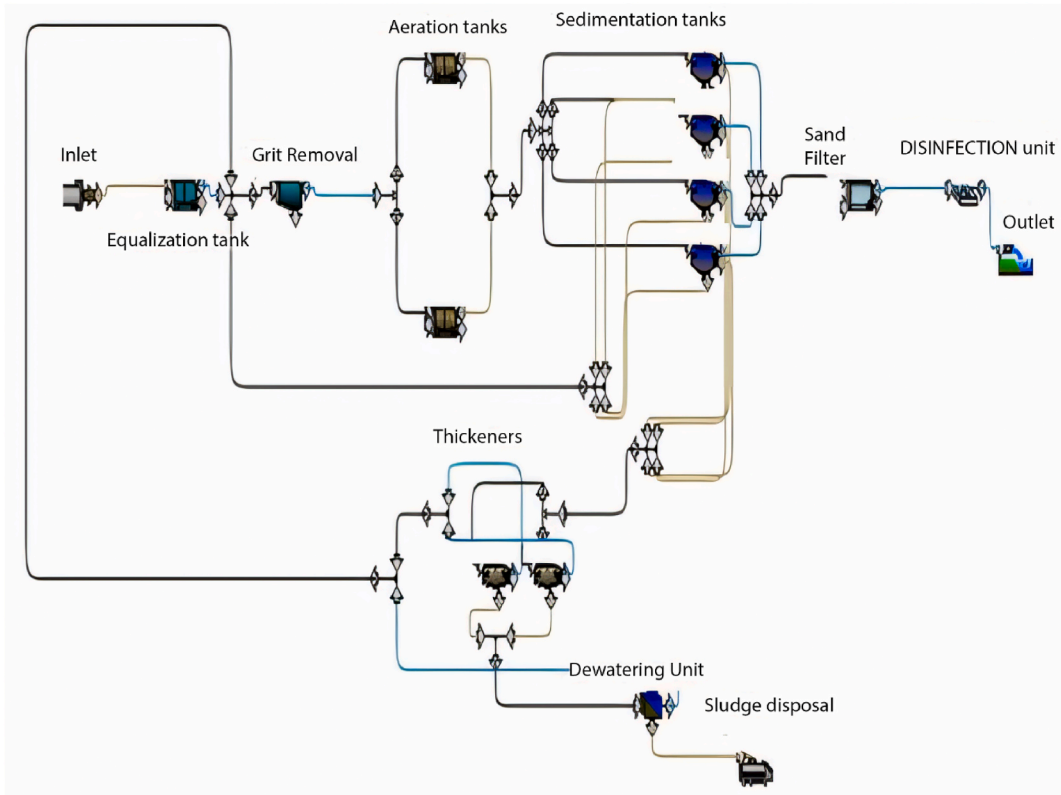 Aeration tanks
Sedimentation tanks
Inlet
Grit Removal
Sand
Filter
DISINFECTION unit
Equalization tank
Outlet
Thickeners
Dewatering Unit
Sludge disposal